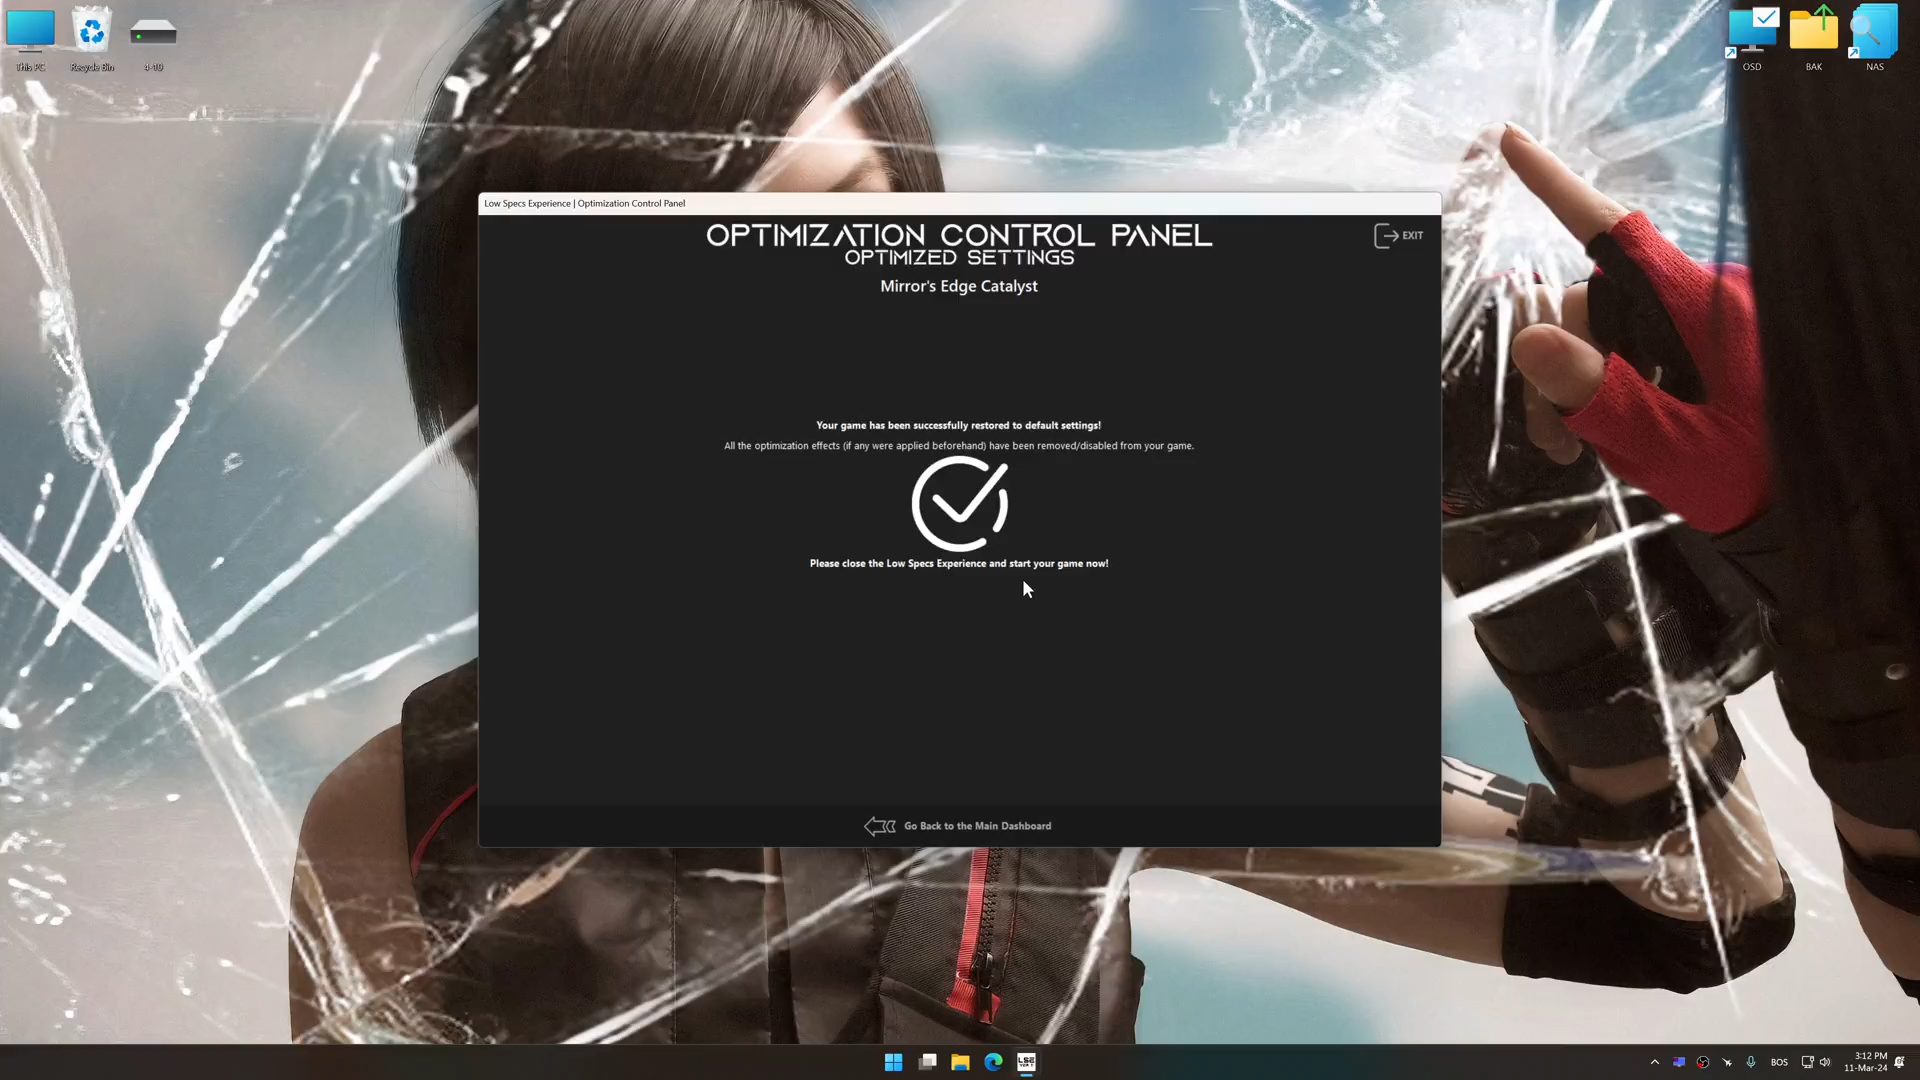 This PC
Recycle Bin
4-10
OSD
BAK
NAS
Low Specs Experience | Optimization Control Panel
OPTIMIZATION CONTROL PANEL
EXIT
OPTIMIZED SETTINGS
Mirror's Edge Catalyst
Your game has been successfully restored to default settings!
All the optimization effects (if any were applied beforehand) have been removed/disabled from your game.
Please close the Low Specs Experience and start your game now!
Go Back to the Main Dashboard
LSE
BOS
3:12 PM
11-Mar-24